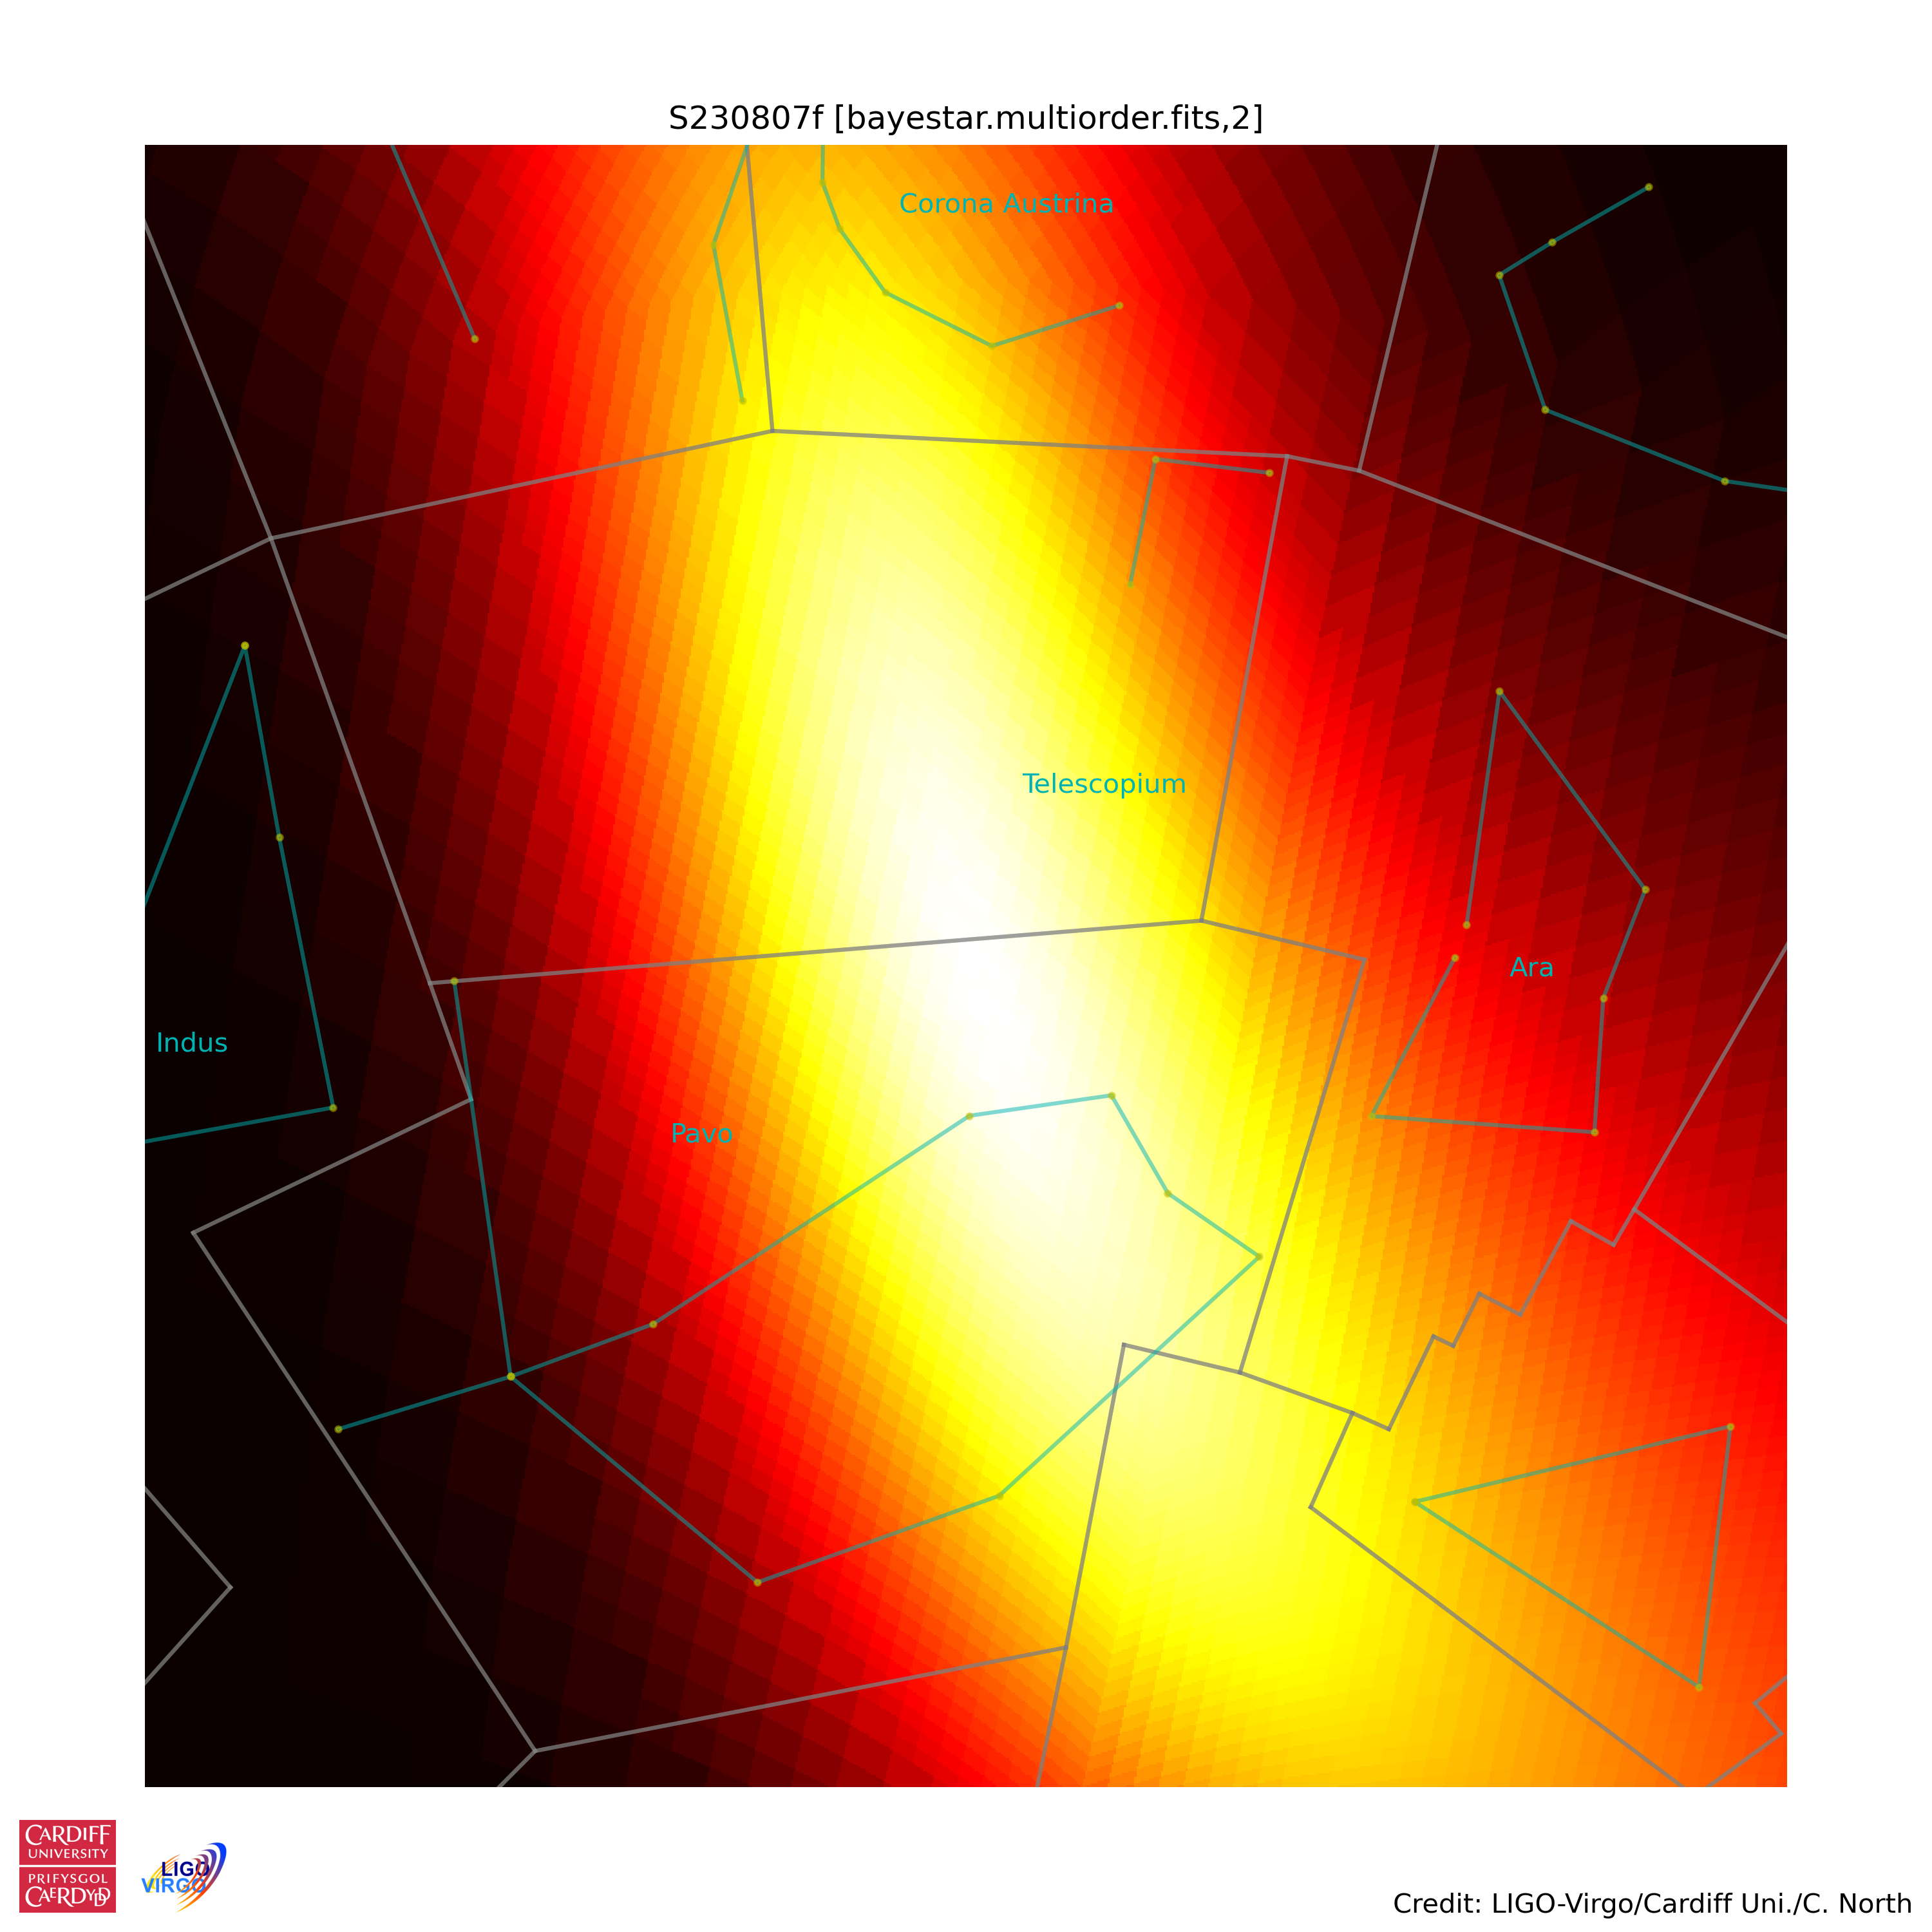 S230807f [bayestar.multiorder.fits,2]
Corona Austrina
Telescopium
Ara
Indus
Pavo
CARDIFF
UNIVERSITY
PRIFYSGOL
CAERDYDD
LIGO
VIRGO
Credit: LIGO-Virgo/Cardiff Uni./C. North